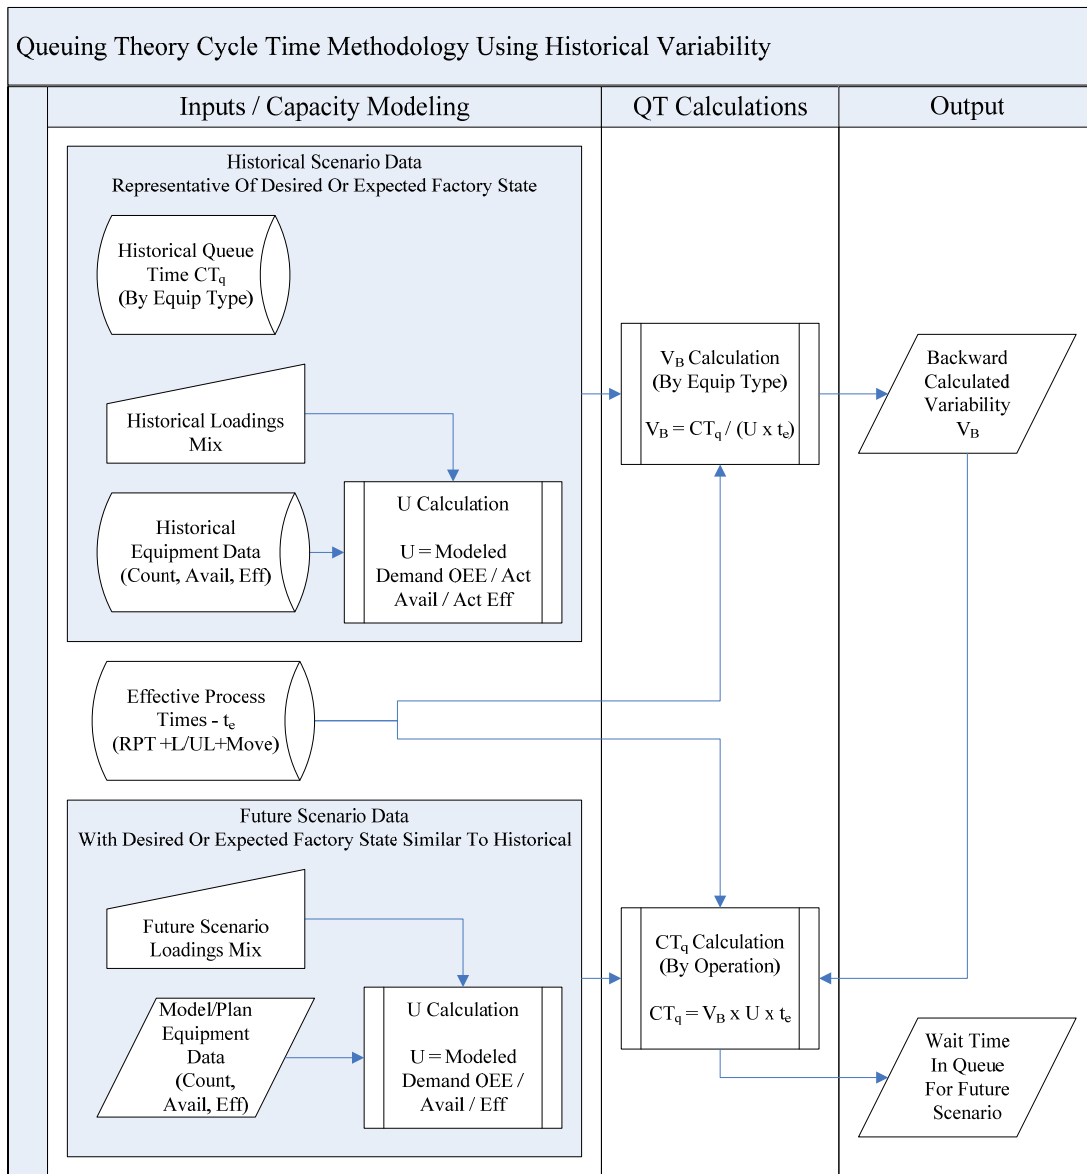 Queuing Theory Cycle Time Methodology Using Historical Variability
Inputs / Capacity Modeling
QT Calculations
Output
Historical Scenario Data
Representative Of Desired Or Expected Factory State
Historical Queue
Time CTq
(By Equip Type)
Historical Loadings
Mix
Historical
Equipment Data
(Count, Avail, Eff)
U Calculation
U = Modeled
Demand OEE / Act
Avail / Act Eff
VB Calculation
(By Equip Type)
VB = CTq / (U x te)
Backward
Calculated
Variability
VB
Effective Process
Times - te
(RPT +L/UL+Move)
Future Scenario Data
With Desired Or Expected Factory State Similar To Historical
Future Scenario
Loadings Mix
Model/Plan
Equipment
Data
(Count,
Avail, Eff)
U Calculation
U = Modeled
Demand OEE /
Avail / Eff
CTq Calculation
(By Operation)
CTq = VB x U x te
Wait Time
In Queue
For Future
Scenario